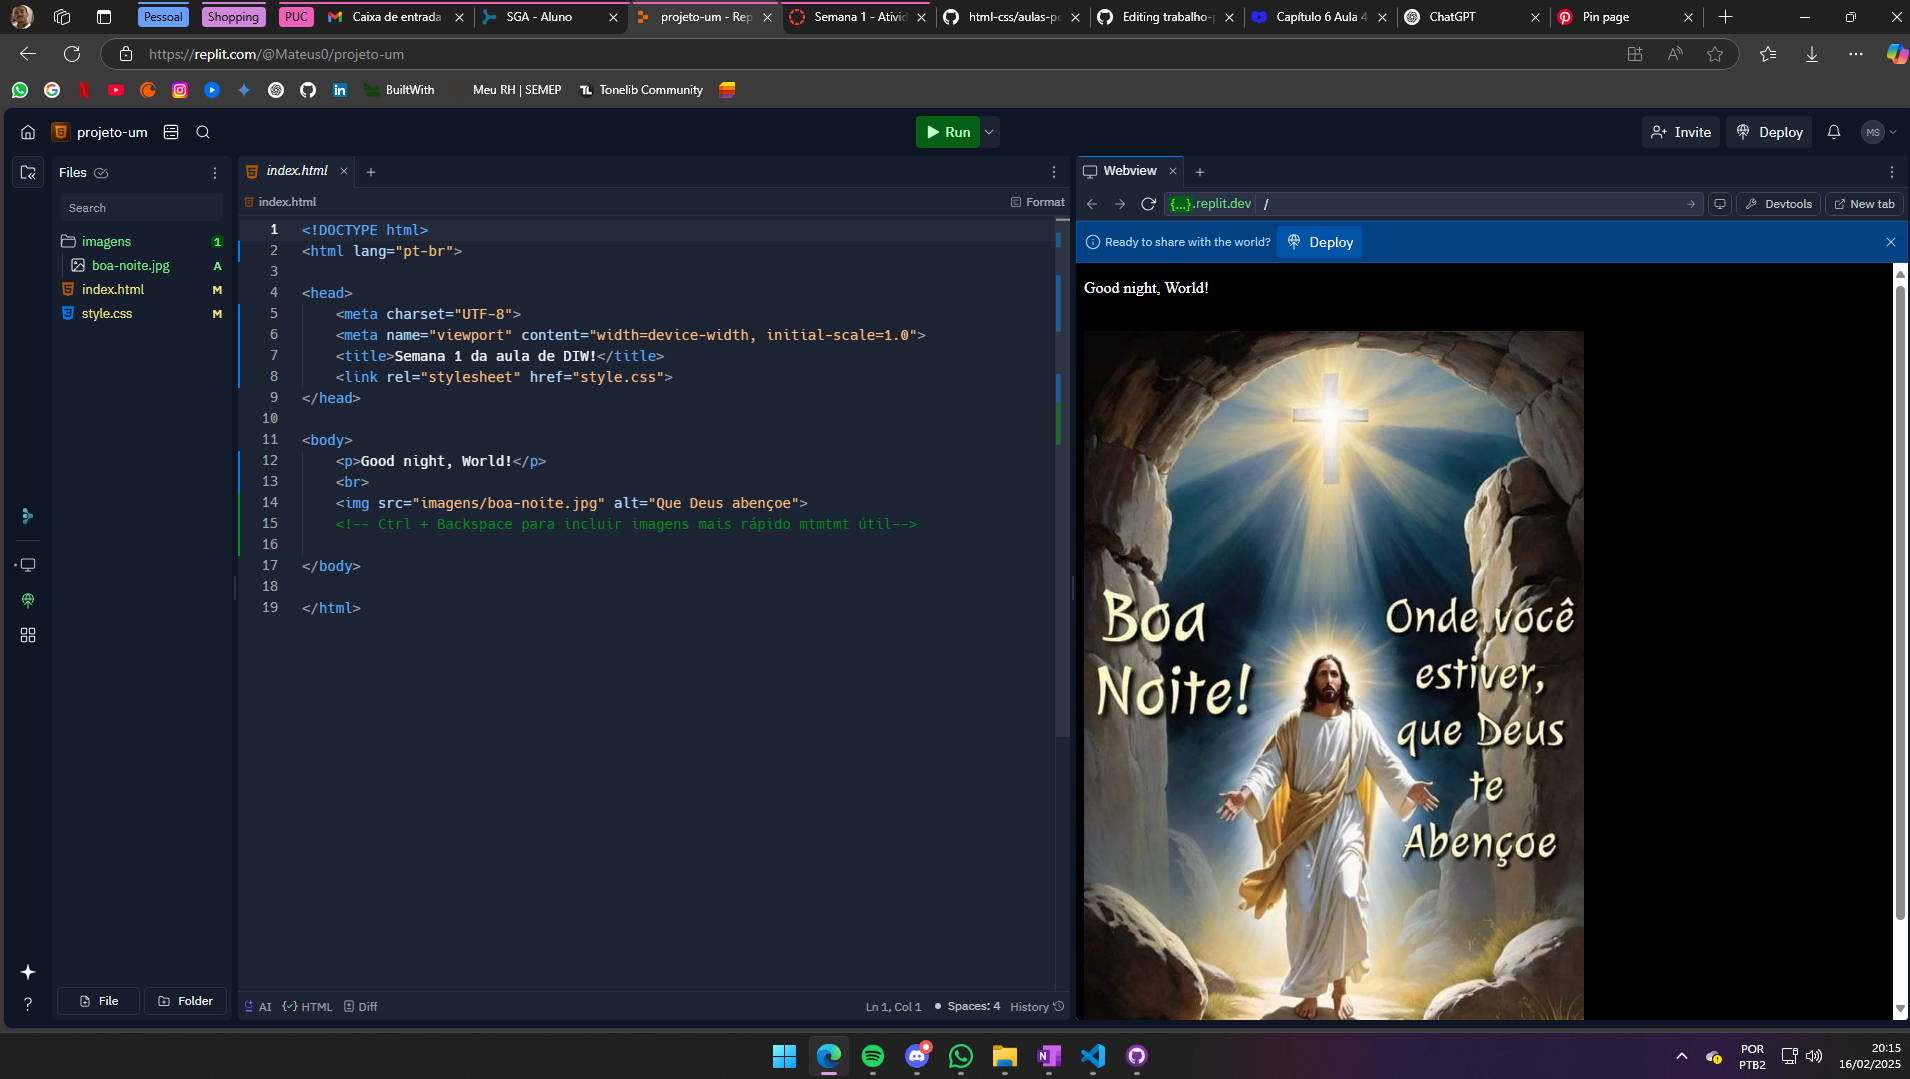 Pessoal
Shopping
PUC
Caixa de entrada
SGA - Aluno
projeto-um - Rep
Semana 1 - Ativid
html-css/aulas-po
Editing trabalho-
Capítulo 6 Aula 4
ChatGPT
Pin page
https://replit.com/@Mateus0/projeto-um
BuiltWith
Meu RH | SEMEP
TL
Tonelib Community
projeto-um
Run
Invite
Deploy
MS
Files
Search
imagens
1
boa-noite.jpg
A
index.html
M
style.css
M
File
Folder
index.html
index.html
Format
1 <!DOCTYPE html>
2 <html lang="pt-br">
3
4 <head>
5 <meta charset="UTF-8">
6 <meta name="viewport" content="width=device-width, initial-scale=1.0">
7 <title>Semana 1 da aula de DIW!</title>
8 <link rel="stylesheet" href="style.css">
9 </head>
10
11 <body>
12 <p>Good night, World!</p>
13 <br>
14 <img src="imagens/boa-noite.jpg" alt="Que Deus abençoe">
15 <!-- Ctrl + Backspace para incluir imagens mais rápido mtmtmt útil-->
16
17 </body>
18
19 </html>
AI
HTML
Diff
Ln 1, Col 1
Spaces: 4
History
Webview
{...}.replit.dev
/
Devtools
New tab
Ready to share with the world?
Deploy
Good night, World!
Boa
Noite!
Onde você
estiver,
que Deus
te
Abençoe
POR
PTB2
20:15
16/02/2025